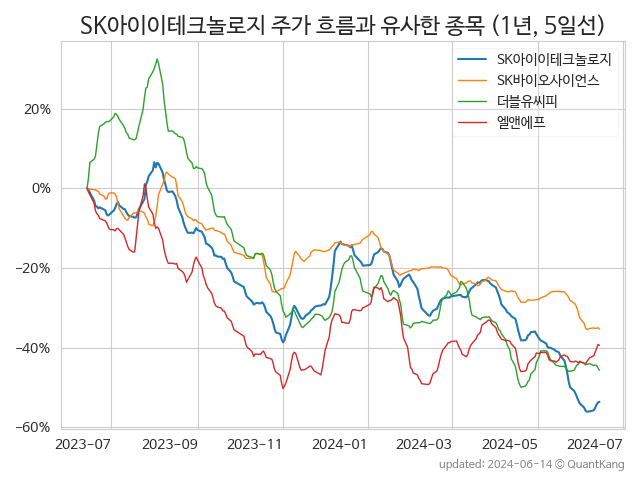 SK아이이테크놀로지 주가 흐름과 유사한 종목 (1년, 5일선)
SK아이이테크놀로지
SK바이오사이언스
더블유씨피
엘앤에프
20%
0%
−20%
−40%
−60%
2023-07 2023-09 2023-11 2024-01 2024-03 2024-05 2024-07
updated: 2024-06-14 © QuantKang